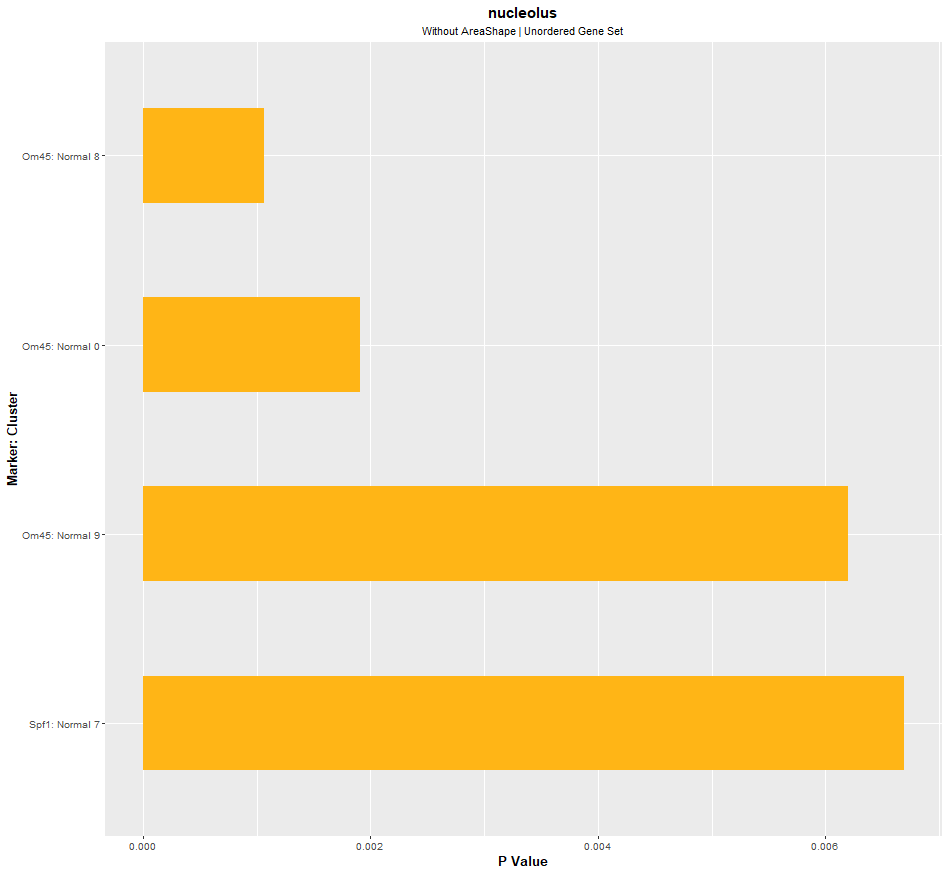 nucleolus
Without AreaShape | Unordered Gene Set
Marker: Cluster
Om45: Normal 8
Om45: Normal 0
Om45: Normal 9
Spf1: Normal 7
0.000 0.002 0.004 0.006
P Value